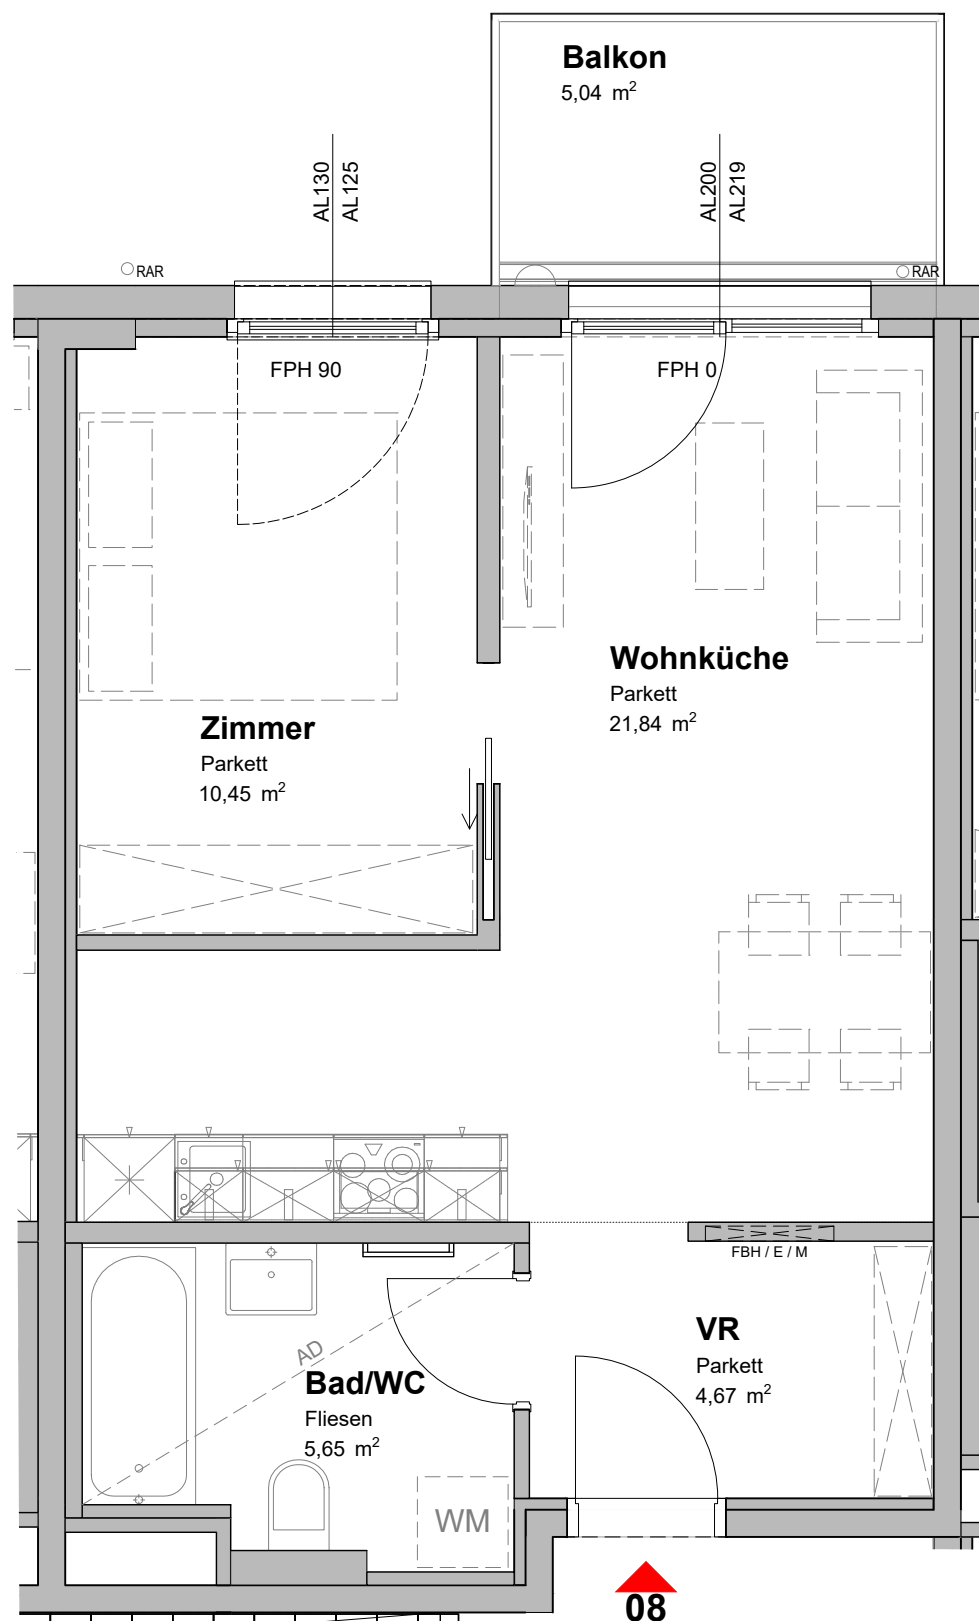 Balkon
5,04 m²
AL130
AL125
AL200
AL219
RAR
RAR
FPH 90
FPH 0
Wohnküche
Parkett
21,84 m²
Zimmer
Parkett
10,45 m²
FBH / E / M
VR
Parkett
4,67 m²
AD
Bad/WC
Fliesen
5,65 m²
WM
08